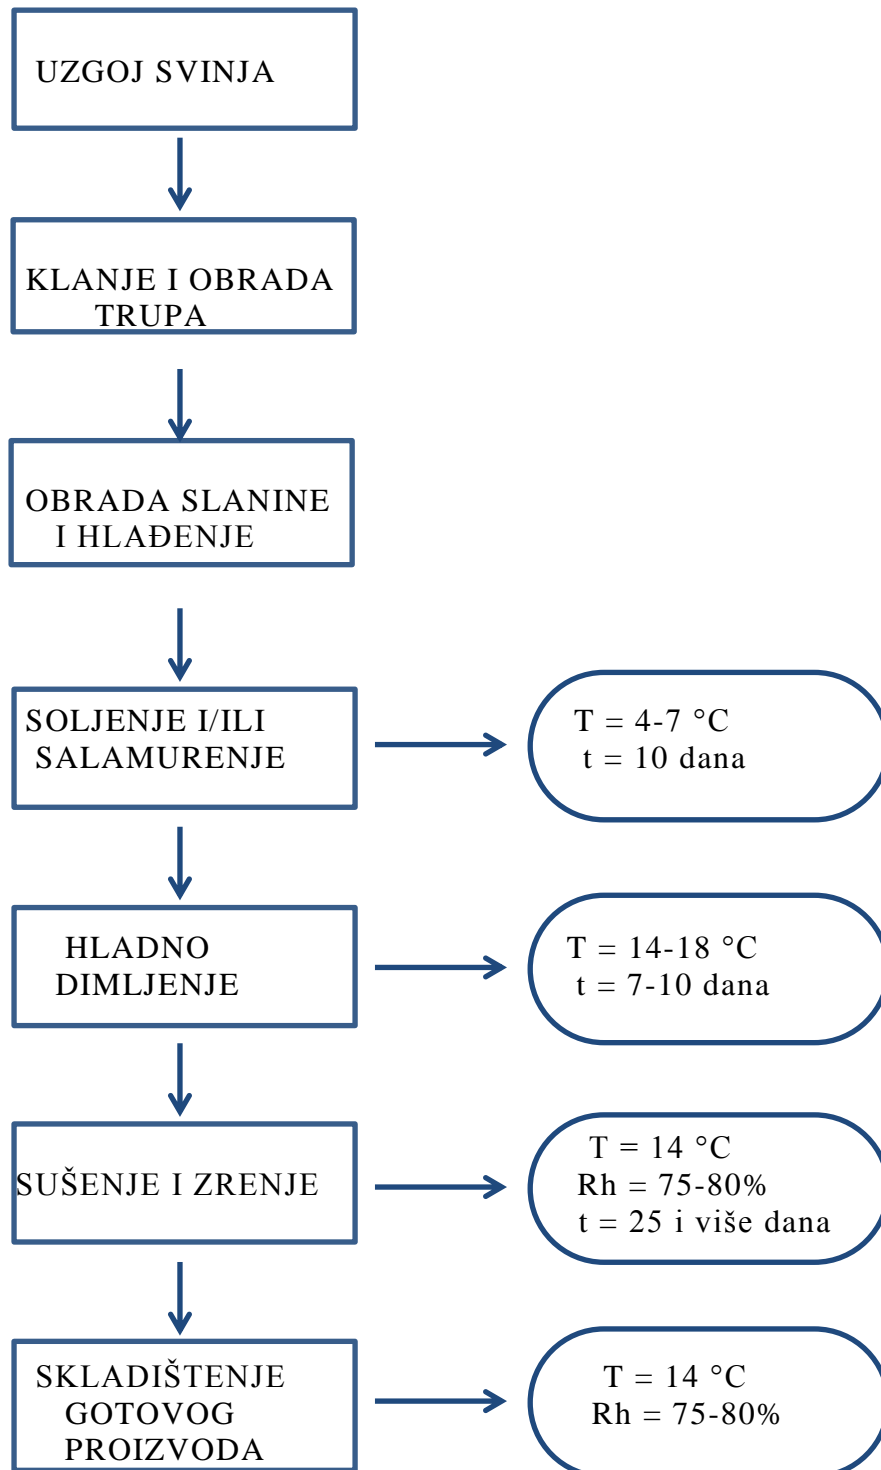 UZGOJ SVINJA
KLANJE I OBRADA
TRUPA
OBRADA SLANINE
I HLAĐENJE
SOLJENJE I/ILI
SALAMURENJE
T = 4-7 °C
t = 10 dana
HLADNO
DIMLJENJE
T = 14-18 °C
t = 7-10 dana
SUŠENJE I ZRENJE
T = 14 °C
Rh = 75-80%
t = 25 i više dana
SKLADIŠTENJE
GOTOVOG
PROIZVODA
T = 14 °C
Rh = 75-80%